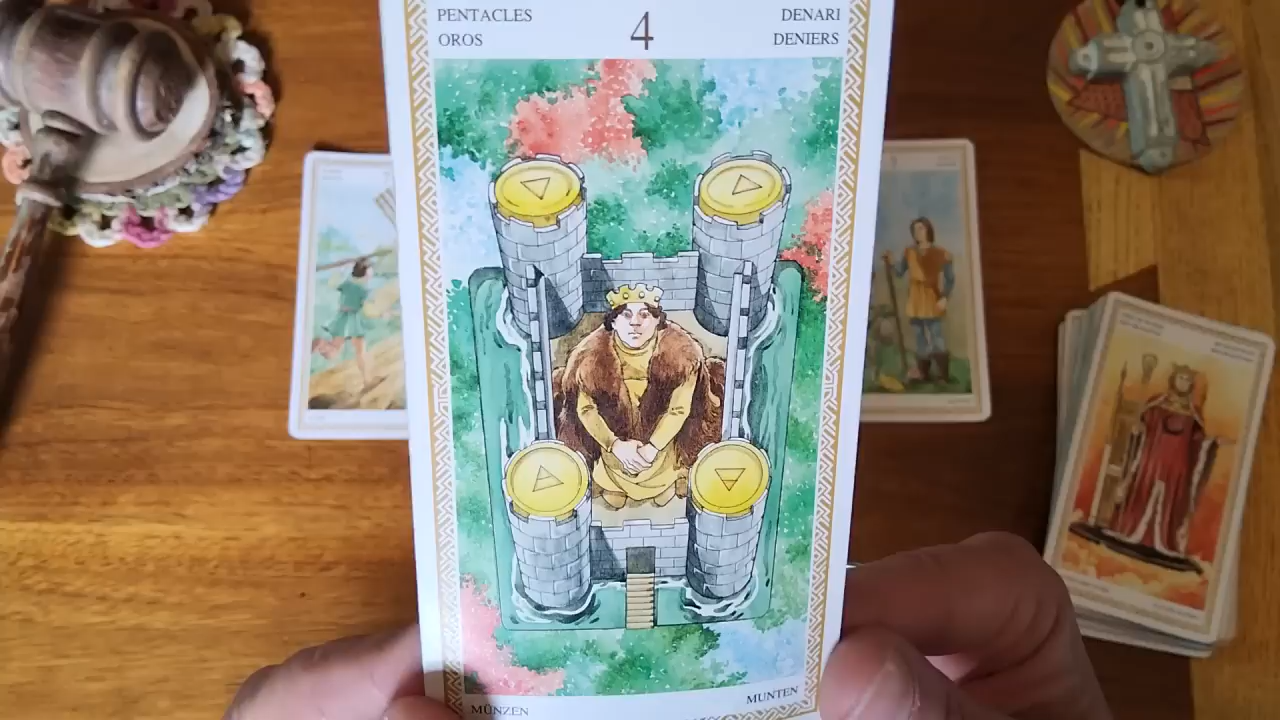 PENTACLES
OROS
4
DENARI
DENIERS
MÜNZEN
MUNTEN